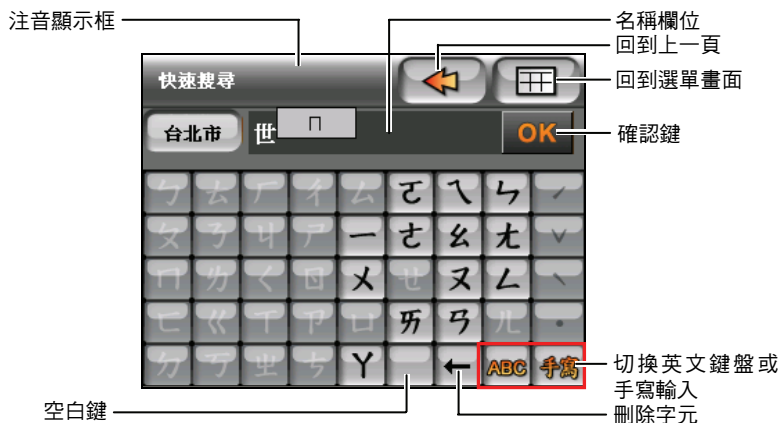 注音顯示框
名稱欄位
回到上一頁
快速搜尋
回到選單畫面
台北市 世 ㄇ OK
確認鍵
ㄅ ㄊ ㄏ ㄔ ㄙ ㄛ ㄟ ㄣ ˊ
ㄆ ㄋ ㄐ ㄕ ㄧ ㄜ ㄠ ㄤ ˇ
ㄇ ㄌ ㄑ ㄖ ㄨ ㄝ ㄡ ㄥ ˋ
ㄈ ㄍ ㄒ ㄗ ㄩ ㄞ ㄢ ㄦ ˙
ㄉ ㄎ ㄓ ㄘ ㄚ ← ABC 手寫
切換英文鍵盤或
手寫輸入
空白鍵
刪除字元